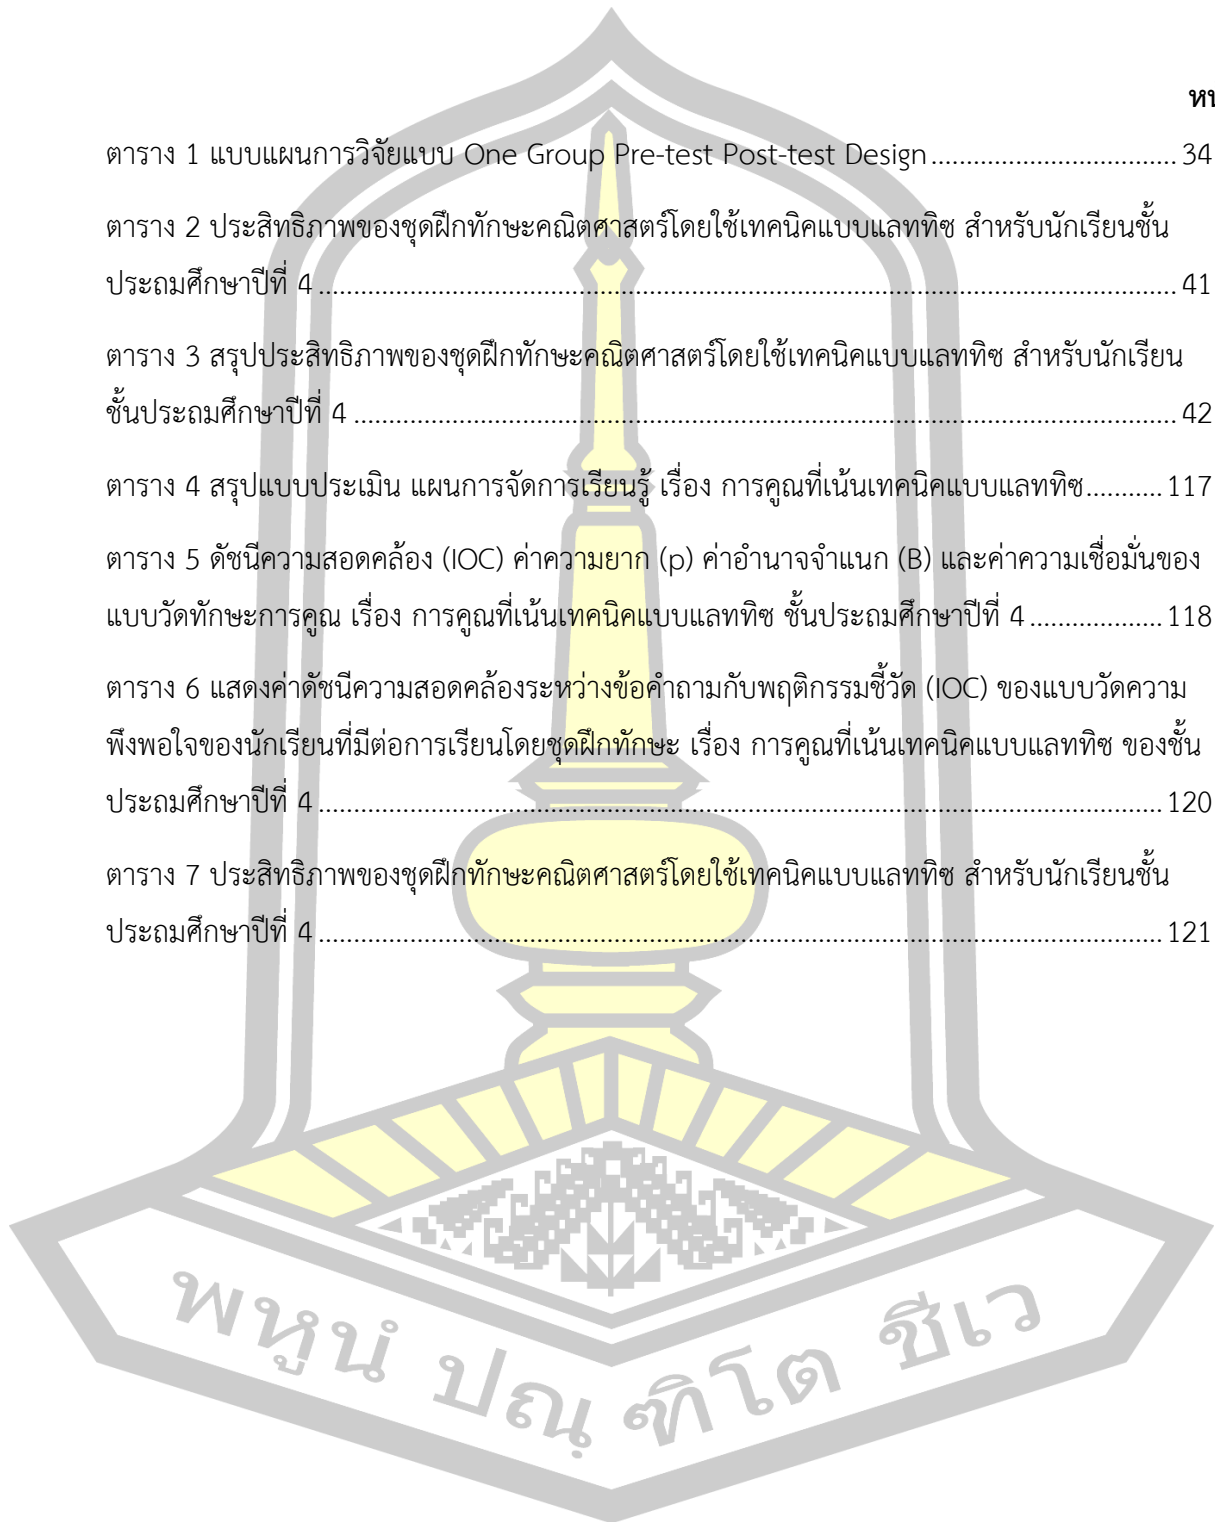 ตาราง 1 แบบแผนการวิจัยแบบ One Group Pre-test Post-test Design................................... 34
ตาราง 2 ประสิทธิภาพของชุดฝึกทักษะคณิตศาสตร์โดยใช้เทคนิคแบบแลททิซ สำหรับนักเรียนชั้น
ประถมศึกษาปีที่ 4 .......................................................................................................................... 41
ตาราง 3 สรุปประสิทธิภาพของชุดฝึกทักษะคณิตศาสตร์โดยใช้เทคนิคแบบแลททิซ สำหรับนักเรียน
ชั้นประถมศึกษาปีที่ 4 ..................................................................................................................... 42
ตาราง 4 สรุปแบบประเมิน แผนการจัดการเรียนรู้ เรื่อง การคูณที่เน้นเทคนิคแบบแลททิซ........... 117
ตาราง 5 ดัชนีความสอดคล้อง (IOC) ค่าความยาก (p) ค่าอำนาจจำแนก (B) และค่าความเชื่อมั่นของ
แบบวัดทักษะการคูณ เรื่อง การคูณที่เน้นเทคนิคแบบแลททิซ ชั้นประถมศึกษาปีที่ 4 ................... 118
ตาราง 6 แสดงค่าดัชนีความสอดคล้องระหว่างข้อคำถามกับพฤติกรรมชี้วัด (IOC) ของแบบวัดความ
พึงพอใจของนักเรียนที่มีต่อการเรียนโดยชุดฝึกทักษะ เรื่อง การคูณที่เน้นเทคนิคแบบแลททิซ ของชั้น
ประถมศึกษาปีที่ 4 ........................................................................................................................ 120
ตาราง 7 ประสิทธิภาพของชุดฝึกทักษะคณิตศาสตร์โดยใช้เทคนิคแบบแลททิซ สำหรับนักเรียนชั้น
ประถมศึกษาปีที่ 4 ........................................................................................................................ 121
พหูนํ ปณฺฑิโต ชีเว